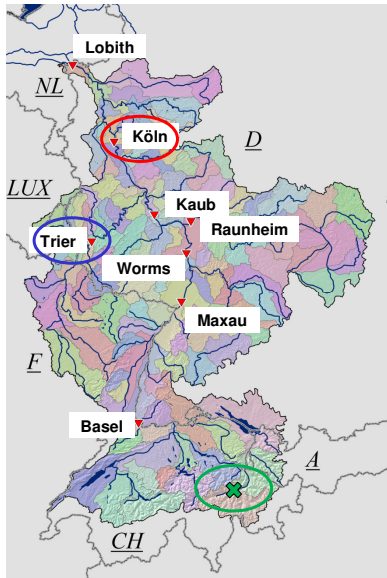 Lobith
NL
Köln
D
LUX
Kaub
Raunheim
Trier
Worms
Maxau
F
Basel
A
CH